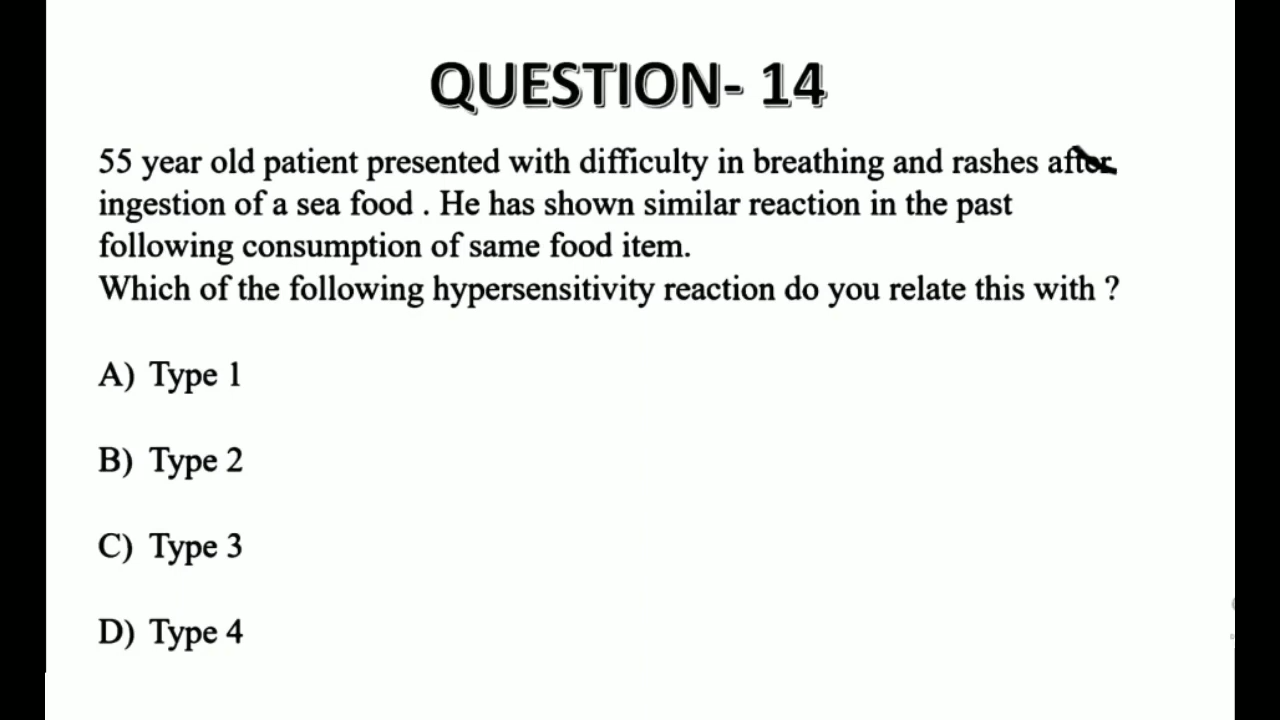 QUESTION- 14
55 year old patient presented with difficulty in breathing and rashes after
ingestion of a sea food . He has shown similar reaction in the past
following consumption of same food item.
Which of the following hypersensitivity reaction do you relate this with ?
A) Type 1
B) Type 2
C) Type 3
D) Type 4